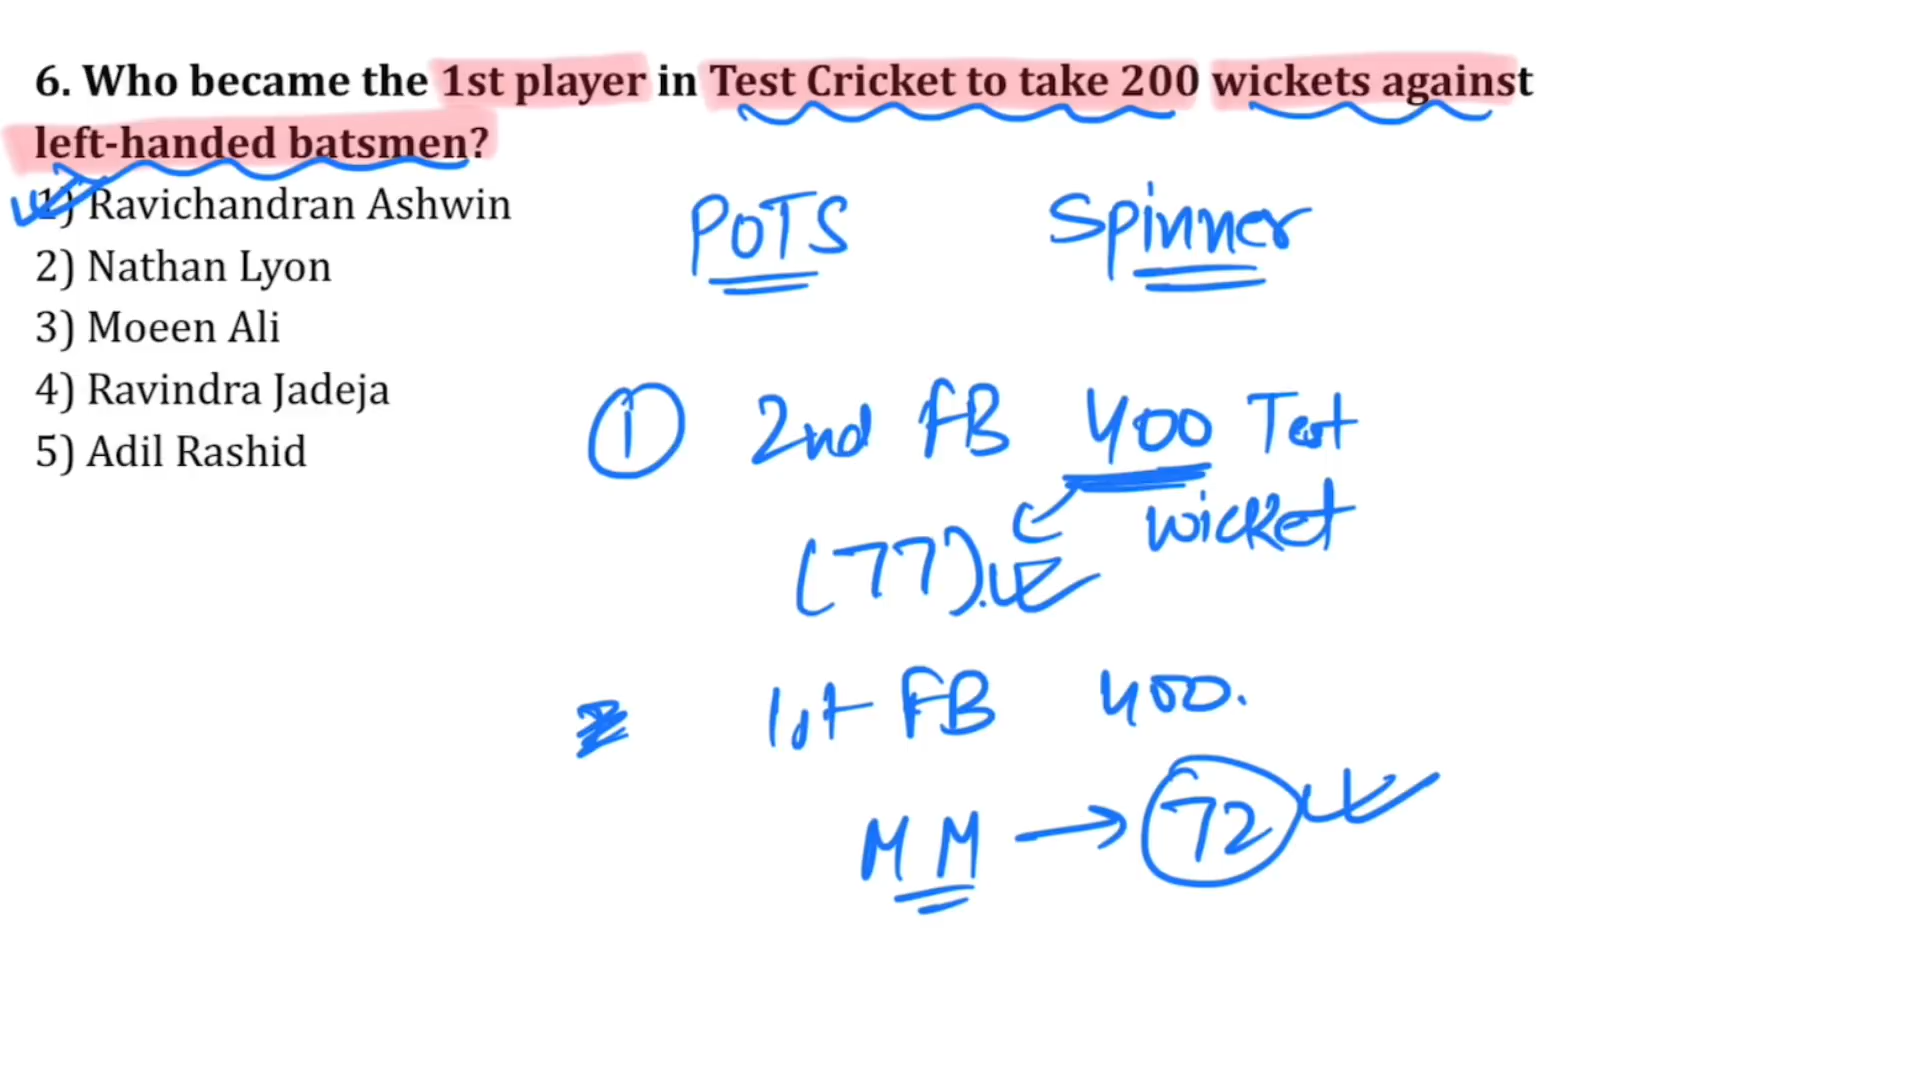 6. Who became the 1st player in Test Cricket to take 200 wickets against
left-handed batsmen?
1) Ravichandran Ashwin
2) Nathan Lyon
3) Moeen Ali
4) Ravindra Jadeja
5) Adil Rashid
POTS Spinner
1 2nd FB 400 Test
wicket
(77).
1st FB 400.
MM → 72